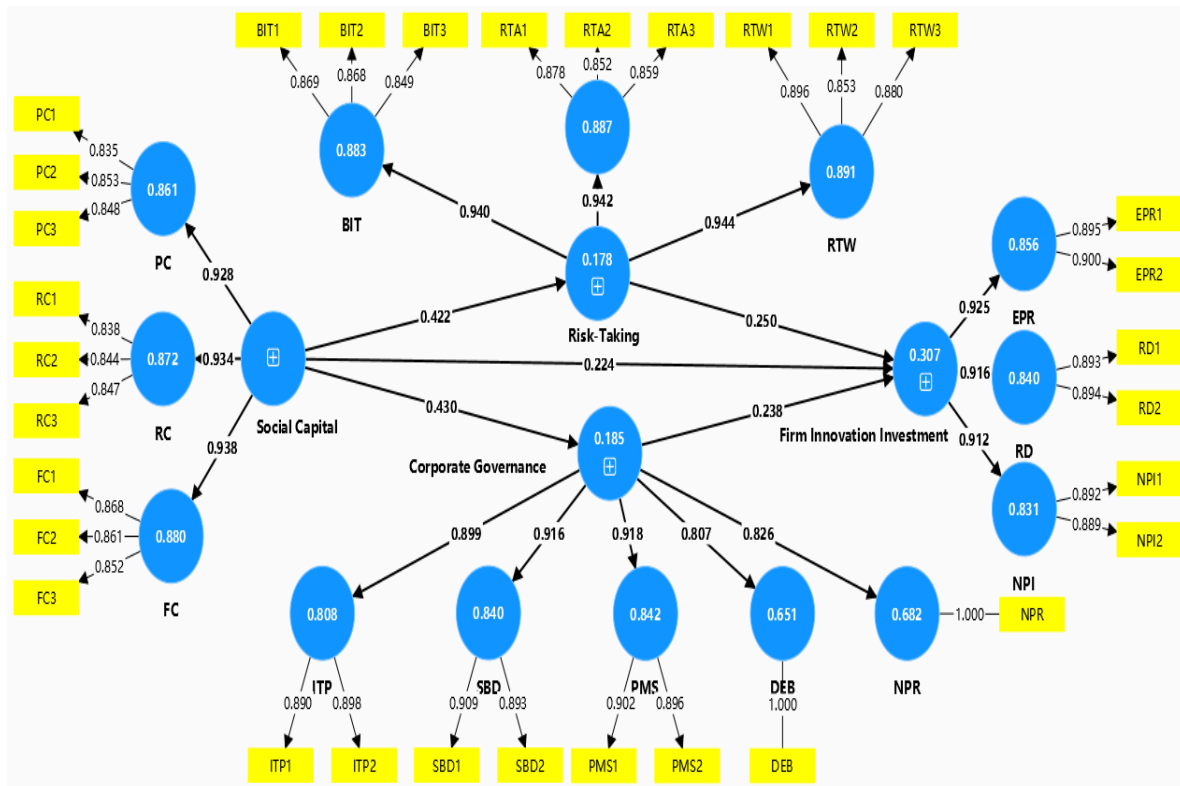 BIT1
BIT2
BIT3
RTA1
RTA2
RTA3
RTW1
RTW2
RTW3
0.869
0.868
0.849
0.878
0.852
0.859
0.896
0.853
0.880
PC1
PC2
PC3
0.835
0.853
0.848
0.861
PC
0.883
BIT
0.887
0.891
RTW
0.940
0.942
0.944
0.928
0.178
Risk-Taking
0.856
EPR
0.895
0.900
EPR1
EPR2
RC1
RC2
RC3
0.838
0.844
0.847
0.872
RC
0.934
Social Capital
0.422
0.250
0.224
0.430
0.238
0.307
Firm Innovation Investment
0.925
0.916
0.912
0.840
RD
0.893
0.894
RD1
RD2
0.938
0.185
Corporate Governance
FC1
FC2
FC3
0.868
0.861
0.852
0.880
FC
0.831
NPI
0.892
0.889
NPI1
NPI2
0.899
0.916
0.918
0.807
0.826
0.808
0.840
0.842
0.651
0.682
1.000
NPR
ITP
SBD
PMS
DEB
NPR
0.890
0.898
0.909
0.893
0.902
0.896
1.000
ITP1
ITP2
SBD1
SBD2
PMS1
PMS2
DEB